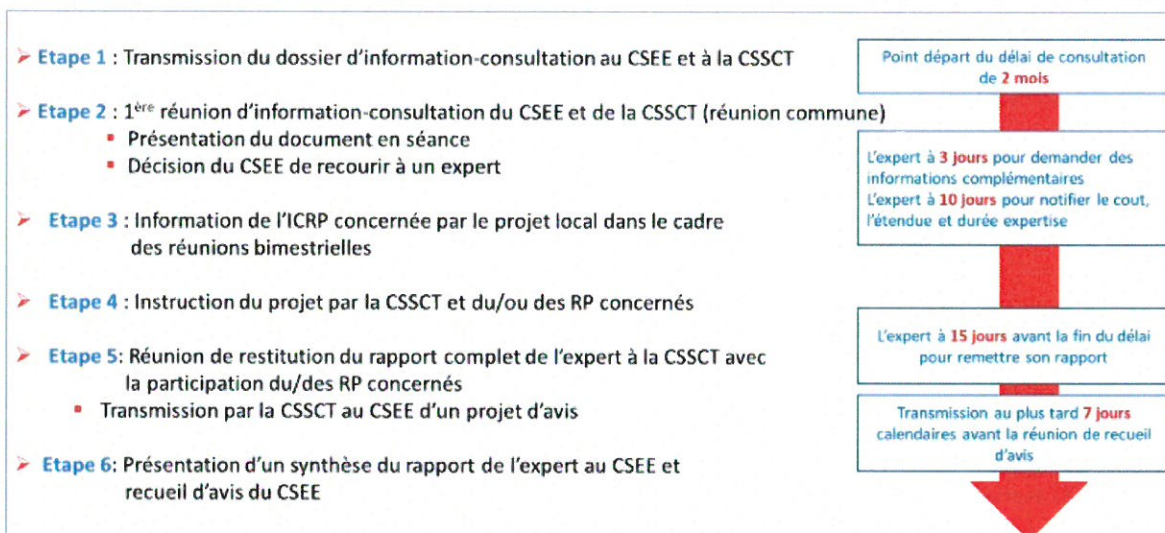 ➢ Etape 1 : Transmission du dossier d'information-consultation au CSEE et à la CSSCT
Point départ du délai de consultation
de 2 mois
➢ Etape 2 : 1ère réunion d'information-consultation du CSEE et de la CSSCT (réunion commune)
▪ Présentation du document en séance
▪ Décision du CSEE de recourir à un expert
L'expert à 3 jours pour demander des
informations complémentaires
L'expert à 10 jours pour notifier le cout,
l'étendue et durée expertise
➢ Etape 3 : Information de l'ICRP concernée par le projet local dans le cadre
des réunions bimestrielles
➢ Etape 4 : Instruction du projet par la CSSCT et du/ou des RP concernés
L'expert à 15 jours avant la fin du délai
pour remettre son rapport
➢ Etape 5: Réunion de restitution du rapport complet de l'expert à la CSSCT avec
la participation du/des RP concernés
▪ Transmission par la CSSCT au CSEE d'un projet d'avis
Transmission au plus tard 7 jours
calendaires avant la réunion de recueil
d'avis
➢ Etape 6: Présentation d'un synthèse du rapport de l'expert au CSEE et
recueil d'avis du CSEE